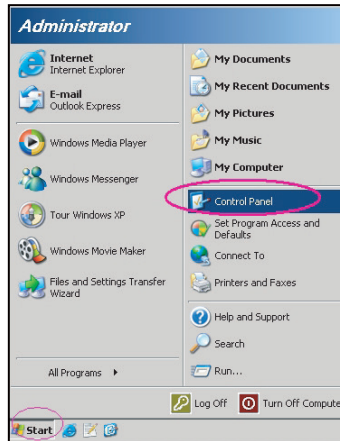 Administrator
Internet
Internet Explorer
E-mail
Outlook Express
Windows Media Player
Windows Messenger
Tour Windows XP
Windows Movie Maker
Files and Settings Transfer
Wizard
All Programs
My Documents
My Recent Documents
My Pictures
My Music
My Computer
Control Panel
Set Program Access and
Defaults
Connect To
Printers and Faxes
Help and Support
Search
Run...
Log Off
Turn Off Compute
Start